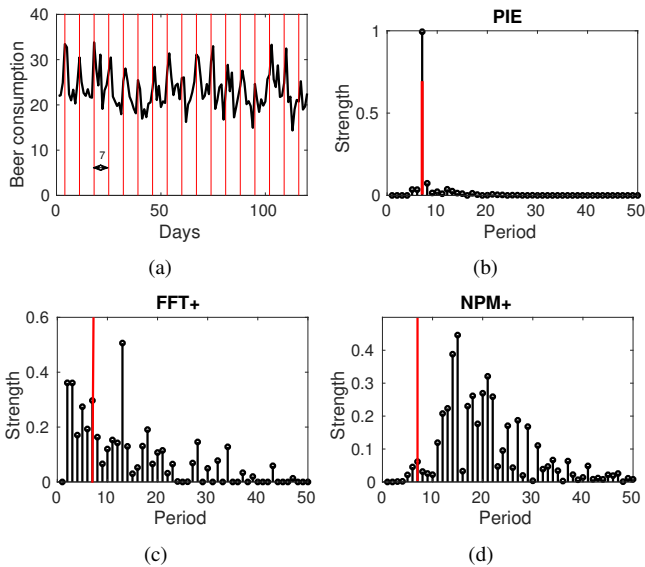 Beer consumption
40
30
20
10
0
7
0 50 100
Days
(a)
PIE
Strength
1
0.5
0
0 10 20 30 40 50
Period
(b)
FFT+
Strength
0.6
0.4
0.2
0
0 10 20 30 40 50
Period
(c)
NPM+
Strength
0.4
0.3
0.2
0.1
0
0 10 20 30 40 50
Period
(d)